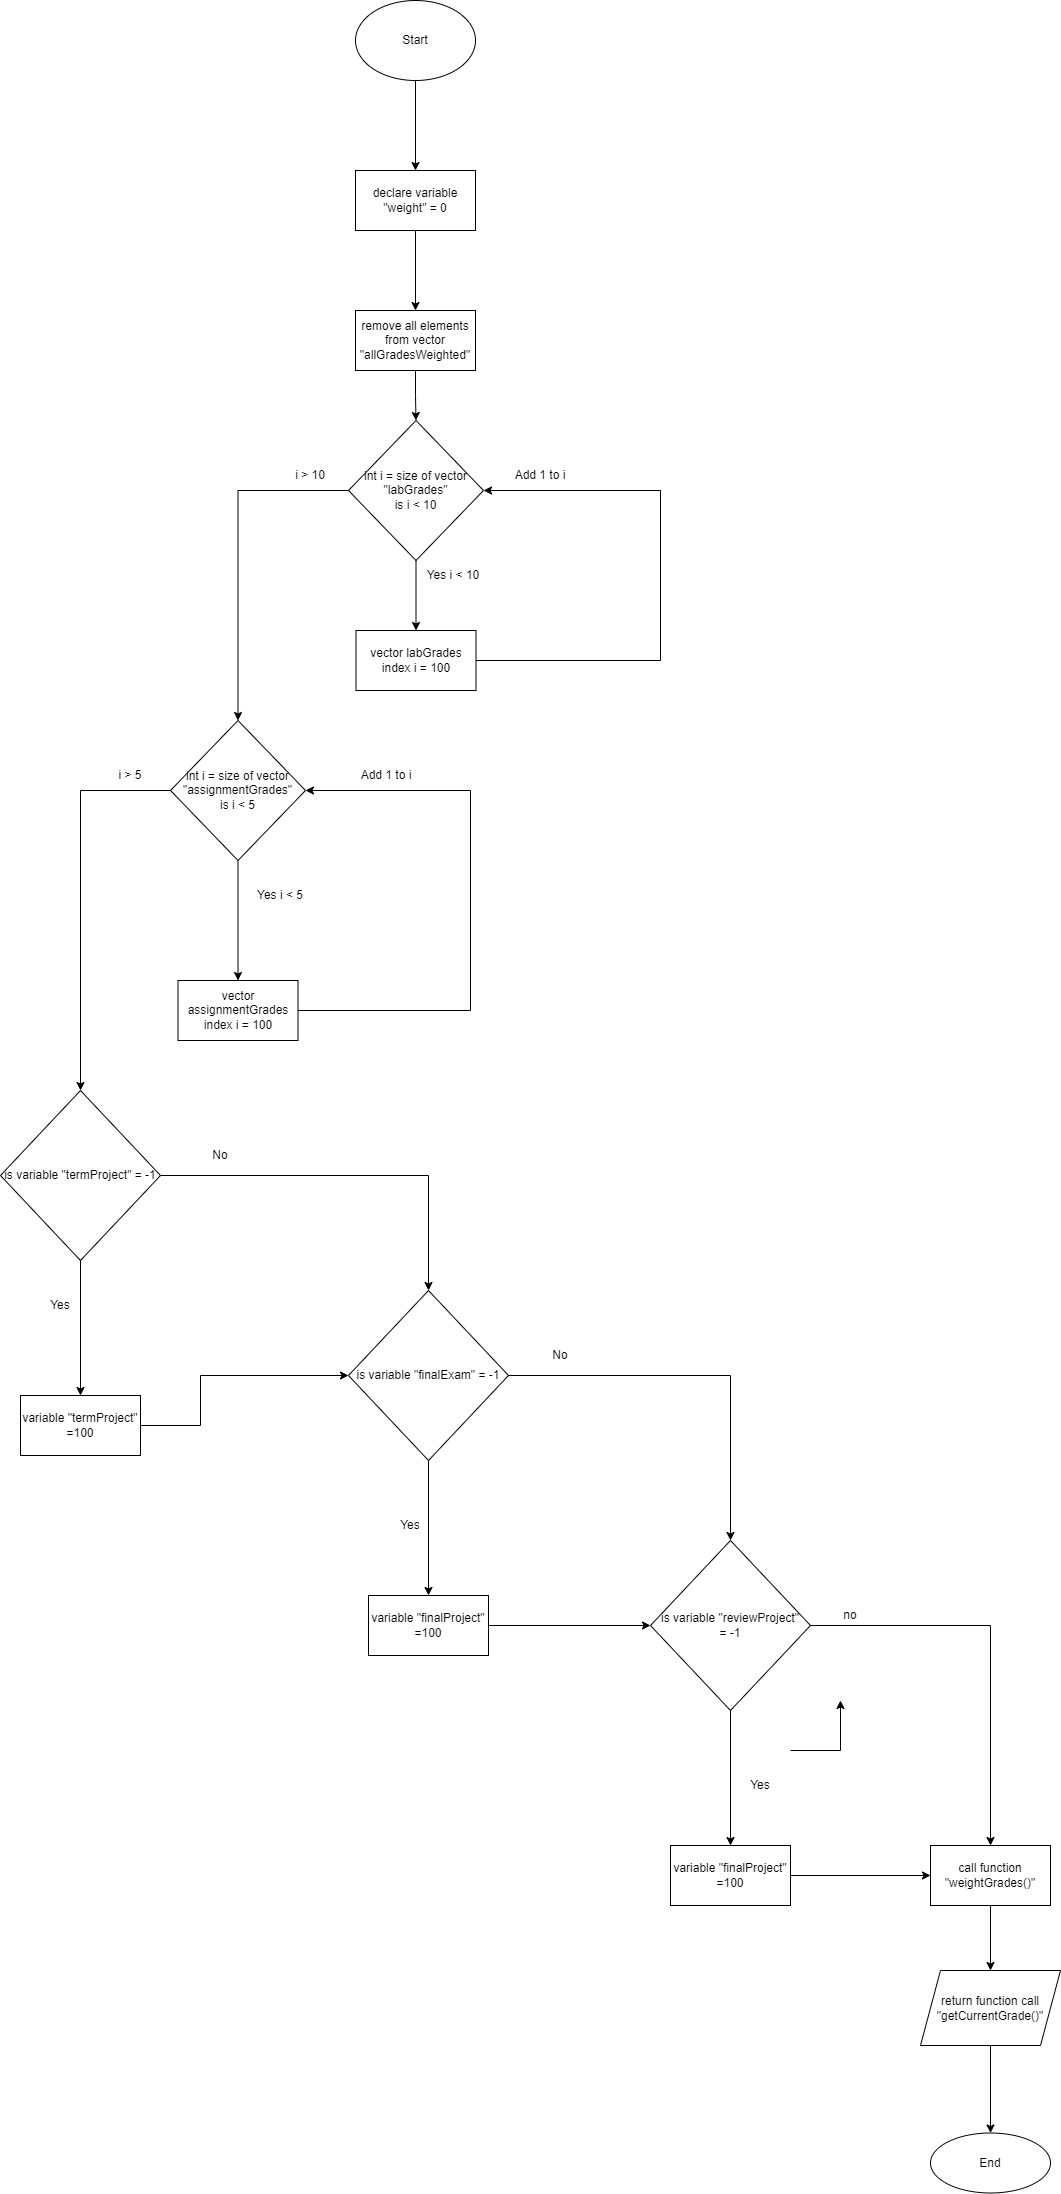 Start
declare variable
"weight" = 0
remove all elements
from vector
"allGradesWeighted"
i > 10
int i = size of vector
"labGrades"
is i < 10
Add 1 to i
Yes i < 10
vector labGrades
index i = 100
i > 5
int i = size of vector
"assignmentGrades"
is i < 5
Add 1 to i
Yes i < 5
vector
assignmentGrades
index i = 100
is variable "termProject" = -1
No
Yes
variable "termProject"
=100
is variable "finalExam" = -1
No
Yes
variable "finalProject"
=100
is variable "reviewProject"
= -1
no
Yes
variable "finalProject"
=100
call function
"weightGrades()"
return function call
"getCurrentGrade()"
End